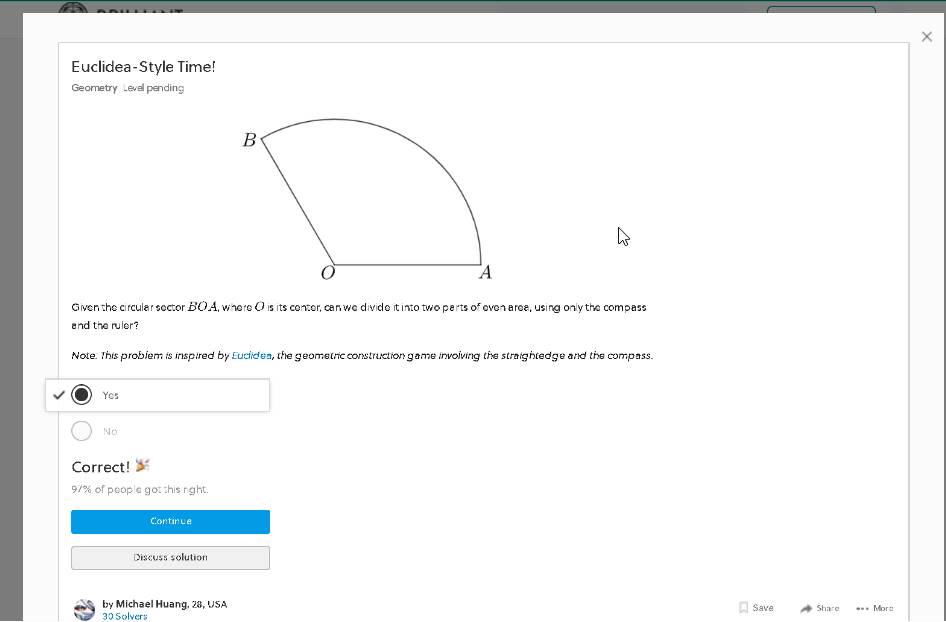 Euclidea-Style Time!
Geometry Level pending
B
O
A
Given the circular sector BOA, where O is its center, can we divide it into two parts of even area, using only the compass
and the ruler?
Note: This problem is inspired by Euclidea, the geometric construction game involving the straightedge and the compass.
Yes
No
Correct!
97% of people got this right.
Continue
Discuss solution
by Michael Huang, 28, USA
30 Solvers
Save Share More